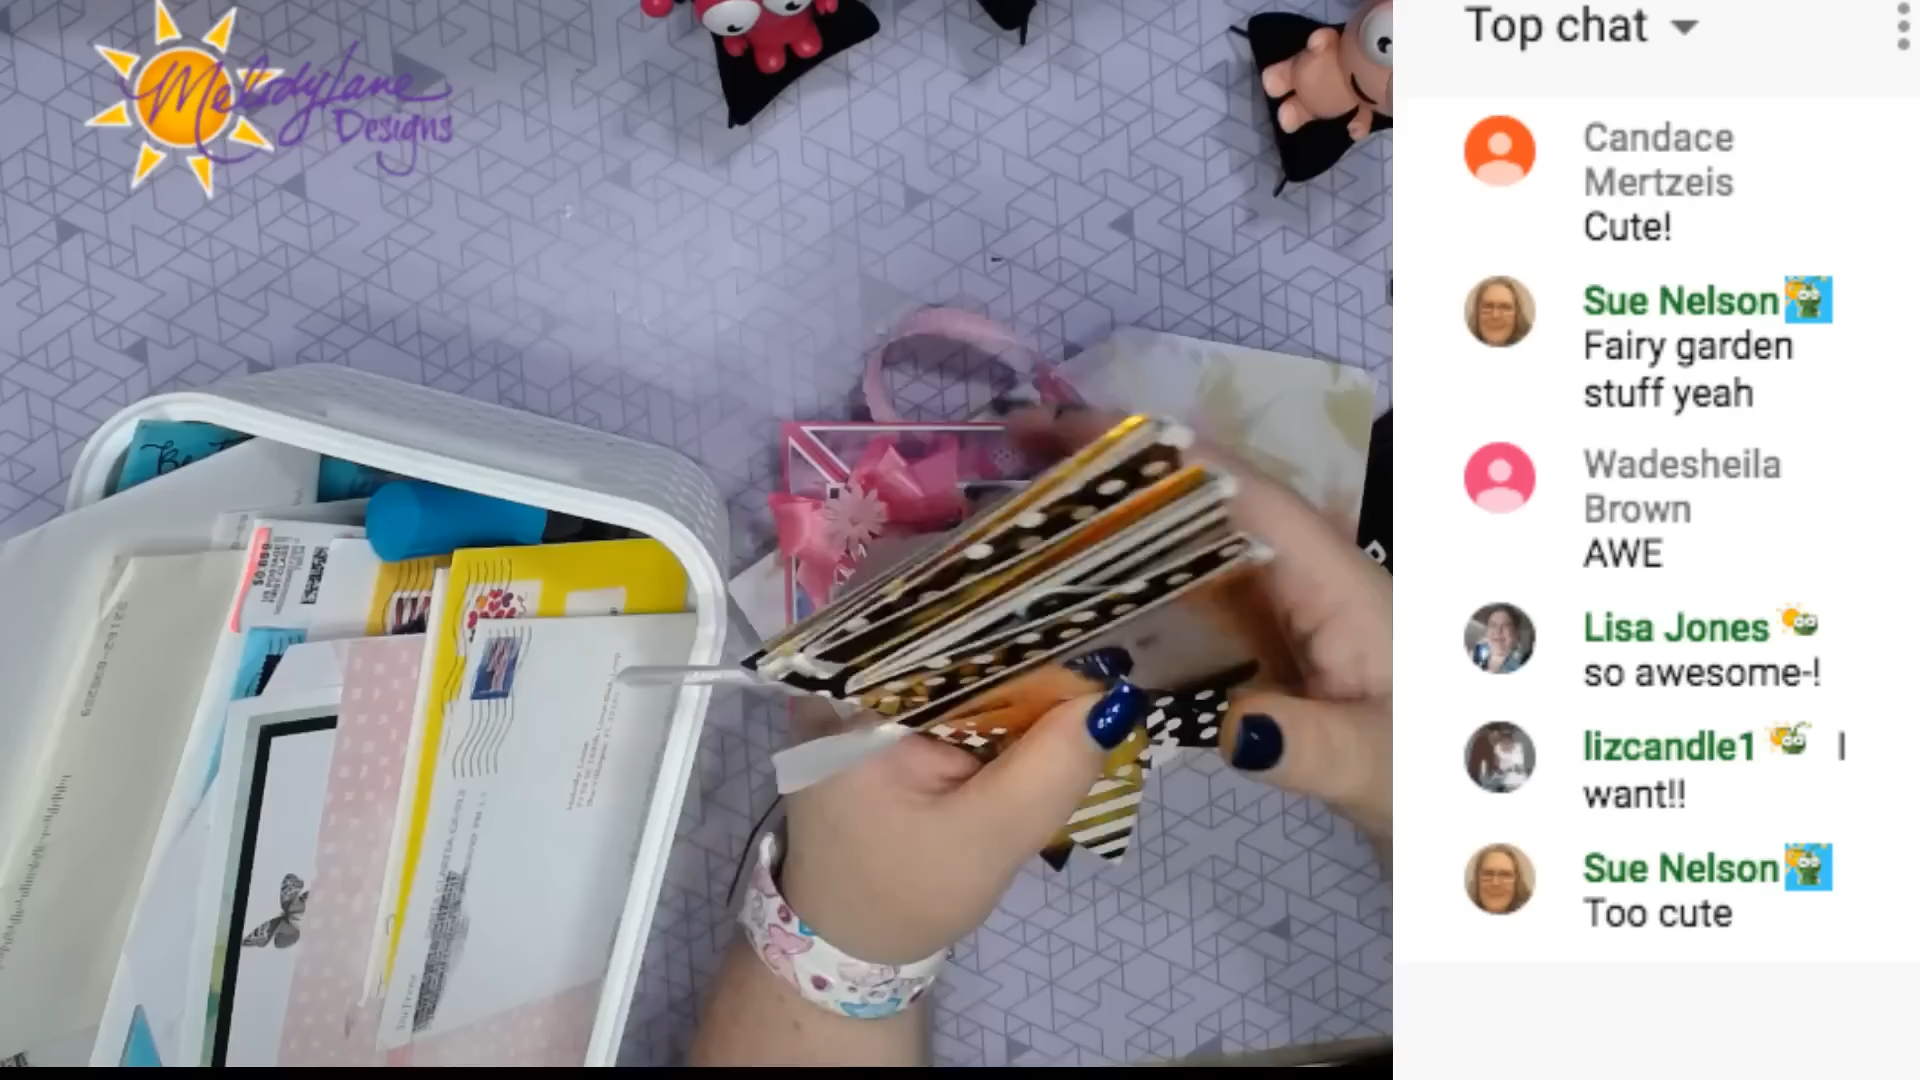 MelodyLane
Designs
Top chat
Candace
Mertzeis
Cute!
Sue Nelson
Fairy garden
stuff yeah
Wadesheila
Brown
AWE
Lisa Jones
so awesome-!
lizcandle1 I
want!!
Sue Nelson
Too cute